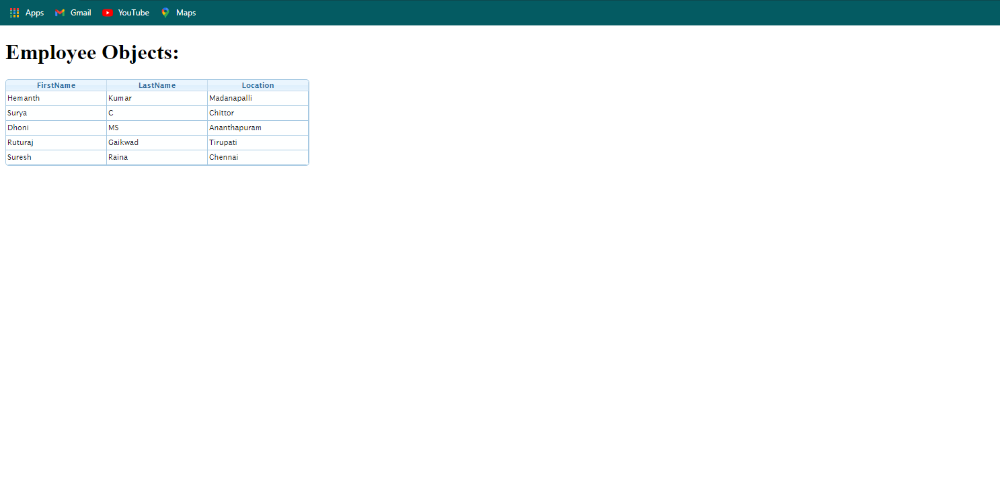 Apps Gmail YouTube Maps
Employee Objects:
FirstName LastName Location
Hemanth Kumar Madanapalli
Surya C Chittor
Dhoni MS Ananthapuram
Ruturaj Gaikwad Tirupati
Suresh Raina Chennai